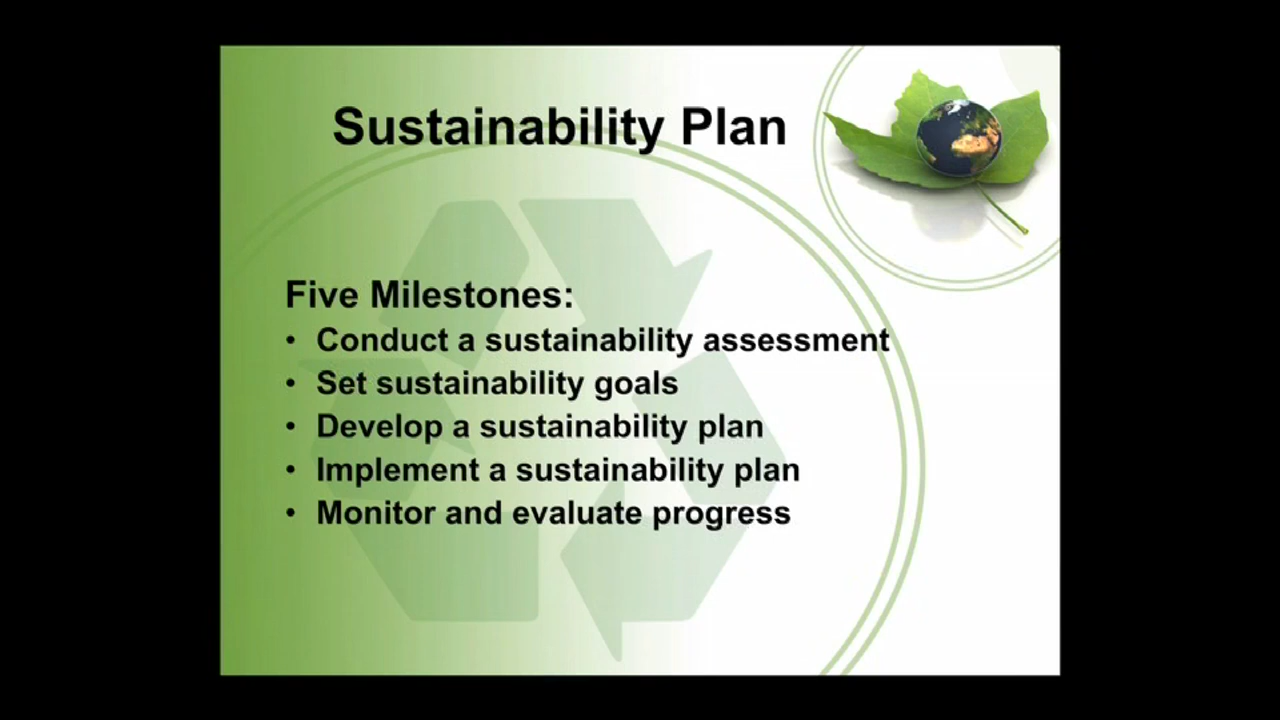 Sustainability Plan
Five Milestones:
• Conduct a sustainability assessment
• Set sustainability goals
• Develop a sustainability plan
• Implement a sustainability plan
• Monitor and evaluate progress